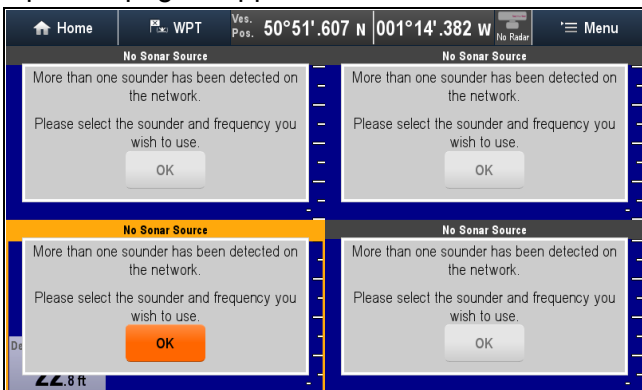 Home
WPT
Ves. Pos. 50°51'.607 N 001°14'.382 W
No Radar
Menu
No Sonar Source
More than one sounder has been detected on
the network.
Please select the sounder and frequency you
wish to use.
OK
No Sonar Source
More than one sounder has been detected on
the network.
Please select the sounder and frequency you
wish to use.
OK
No Sonar Source
More than one sounder has been detected on
the network.
Please select the sounder and frequency you
wish to use.
OK
De
22.8 ft
No Sonar Source
More than one sounder has been detected on
the network.
Please select the sounder and frequency you
wish to use.
OK